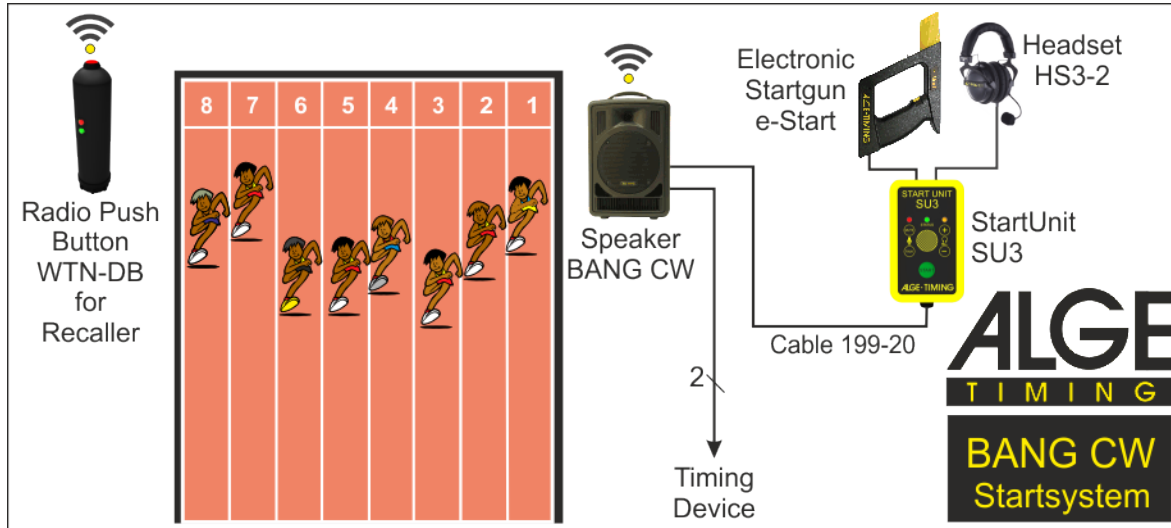 Radio Push
Button
WTN-DB
for
Recaller
8 7 6 5 4 3 2 1
Speaker
BANG CW
Electronic
Startgun
e-Start
ALGE-TIMING
Headset
HS3-2
START UNIT
SU3
ALGE-TIMING
StartUnit
SU3
Cable 199-20
2
Timing
Device
ALGE
TIMING
BANG CW
Startsystem